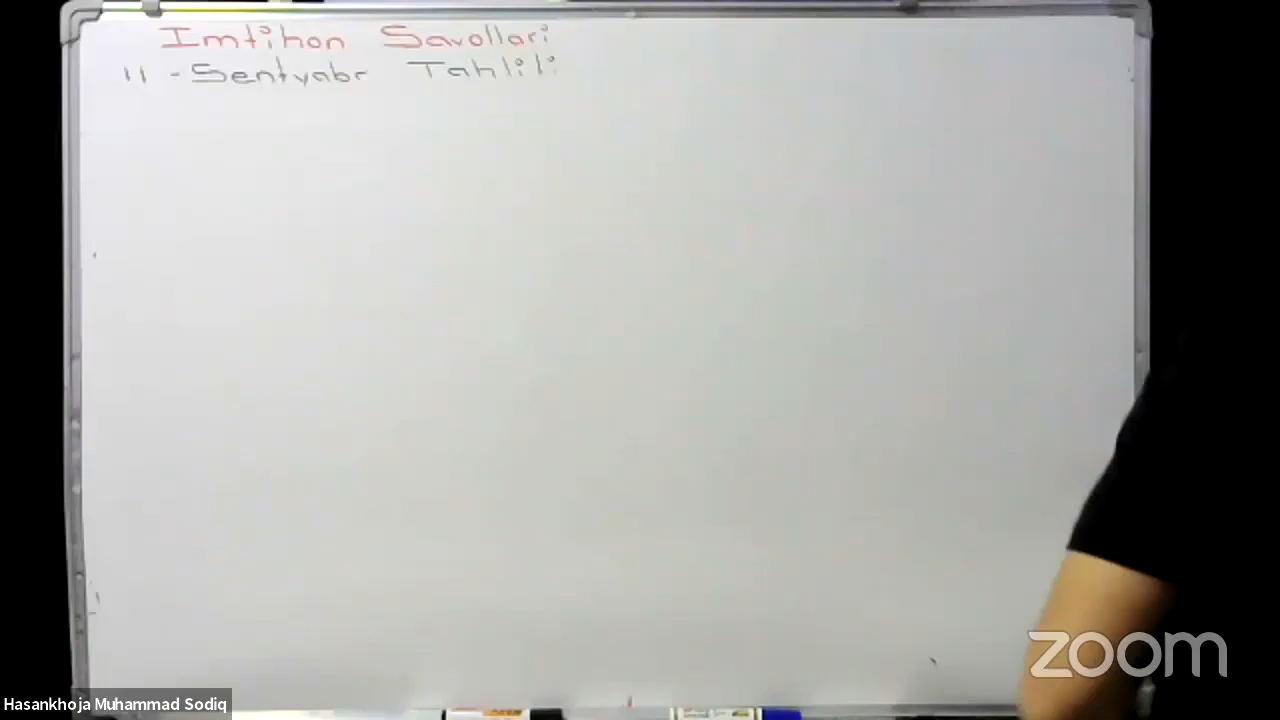 Imtihon Savollari
11 - Sentyabr Tahlili
zoom
Hasankhoja Muhammad Sodiq